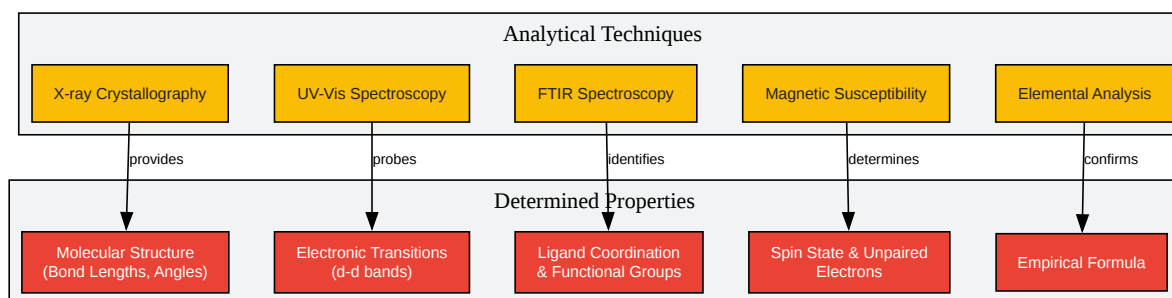 Analytical Techniques
X-ray Crystallography
UV-Vis Spectroscopy
FTIR Spectroscopy
Magnetic Susceptibility
Elemental Analysis
provides
probes
identifies
determines
confirms
Determined Properties
Molecular Structure
(Bond Lengths, Angles)
Electronic Transitions
(d-d bands)
Ligand Coordination
& Functional Groups
Spin State & Unpaired
Electrons
Empirical Formula